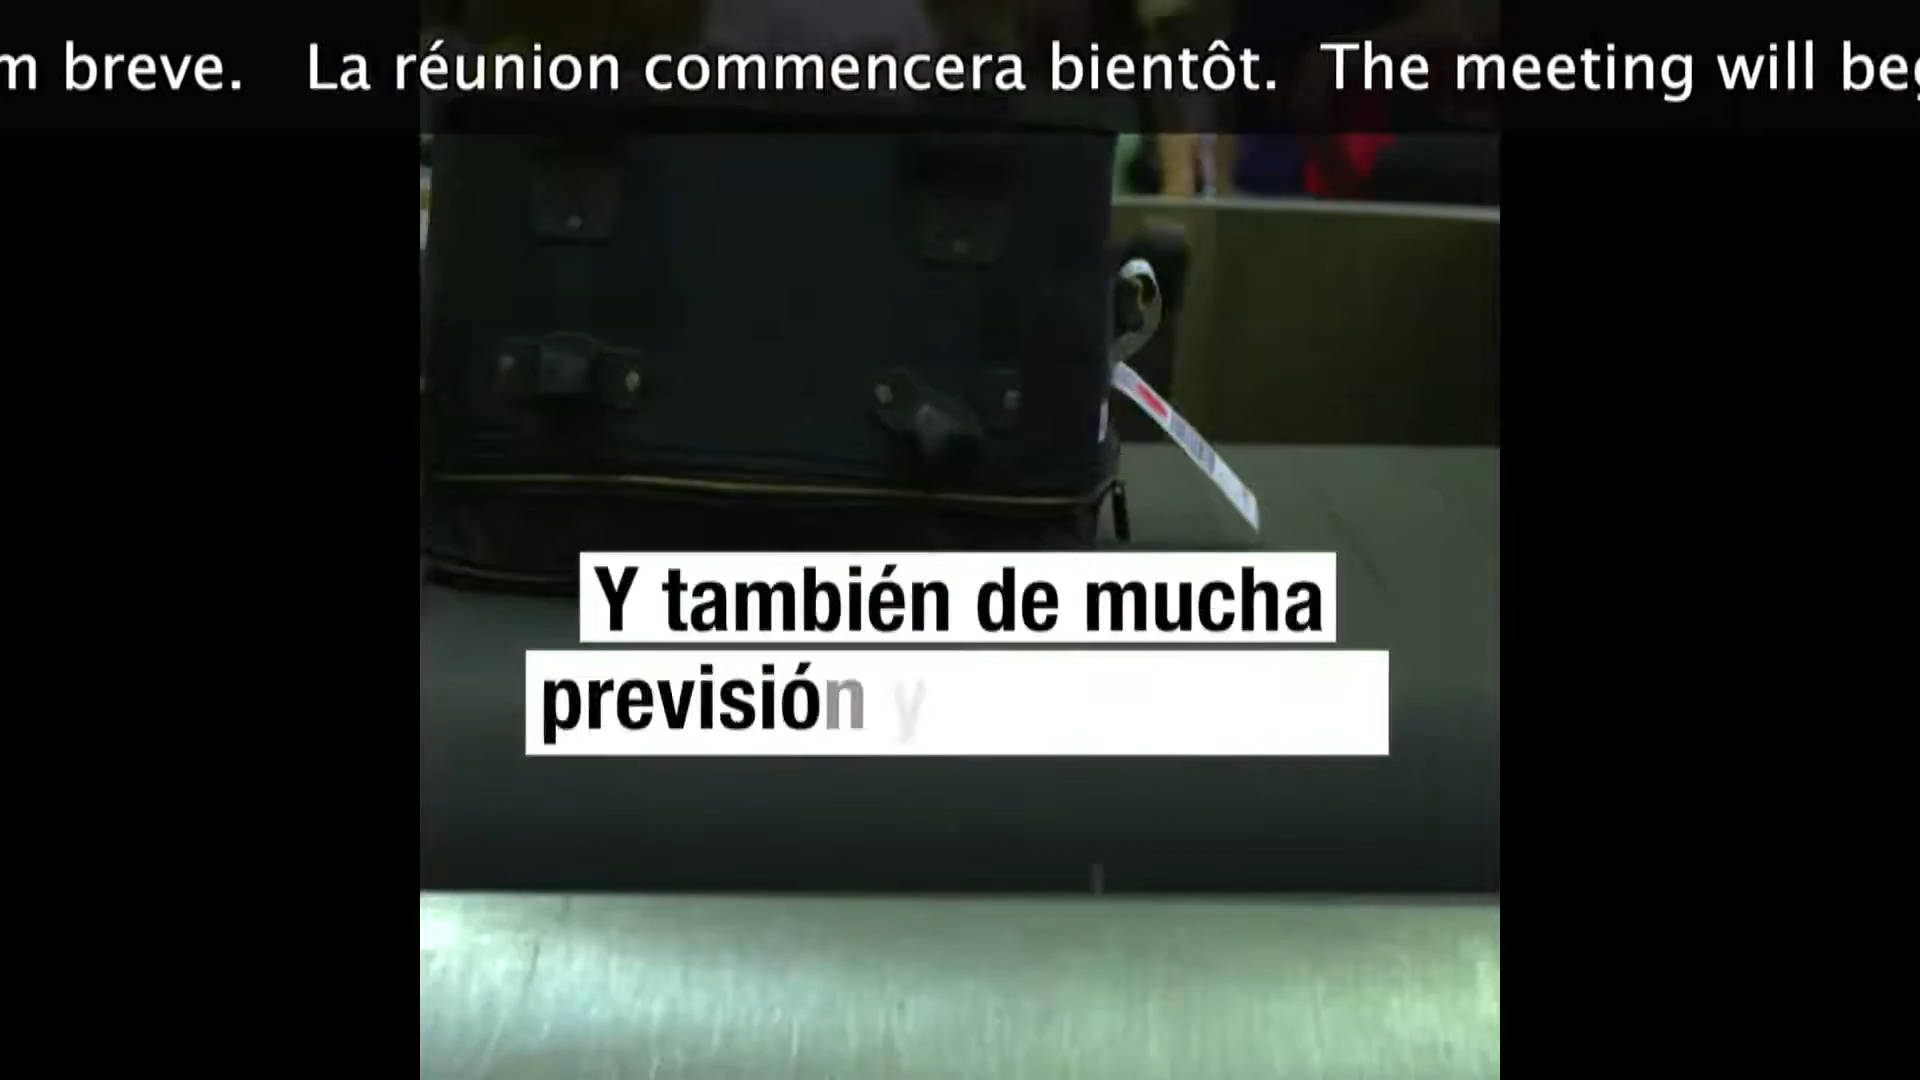 m breve. La réunion commencera bientôt. The meeting will beg
Y también de mucha
previsión y